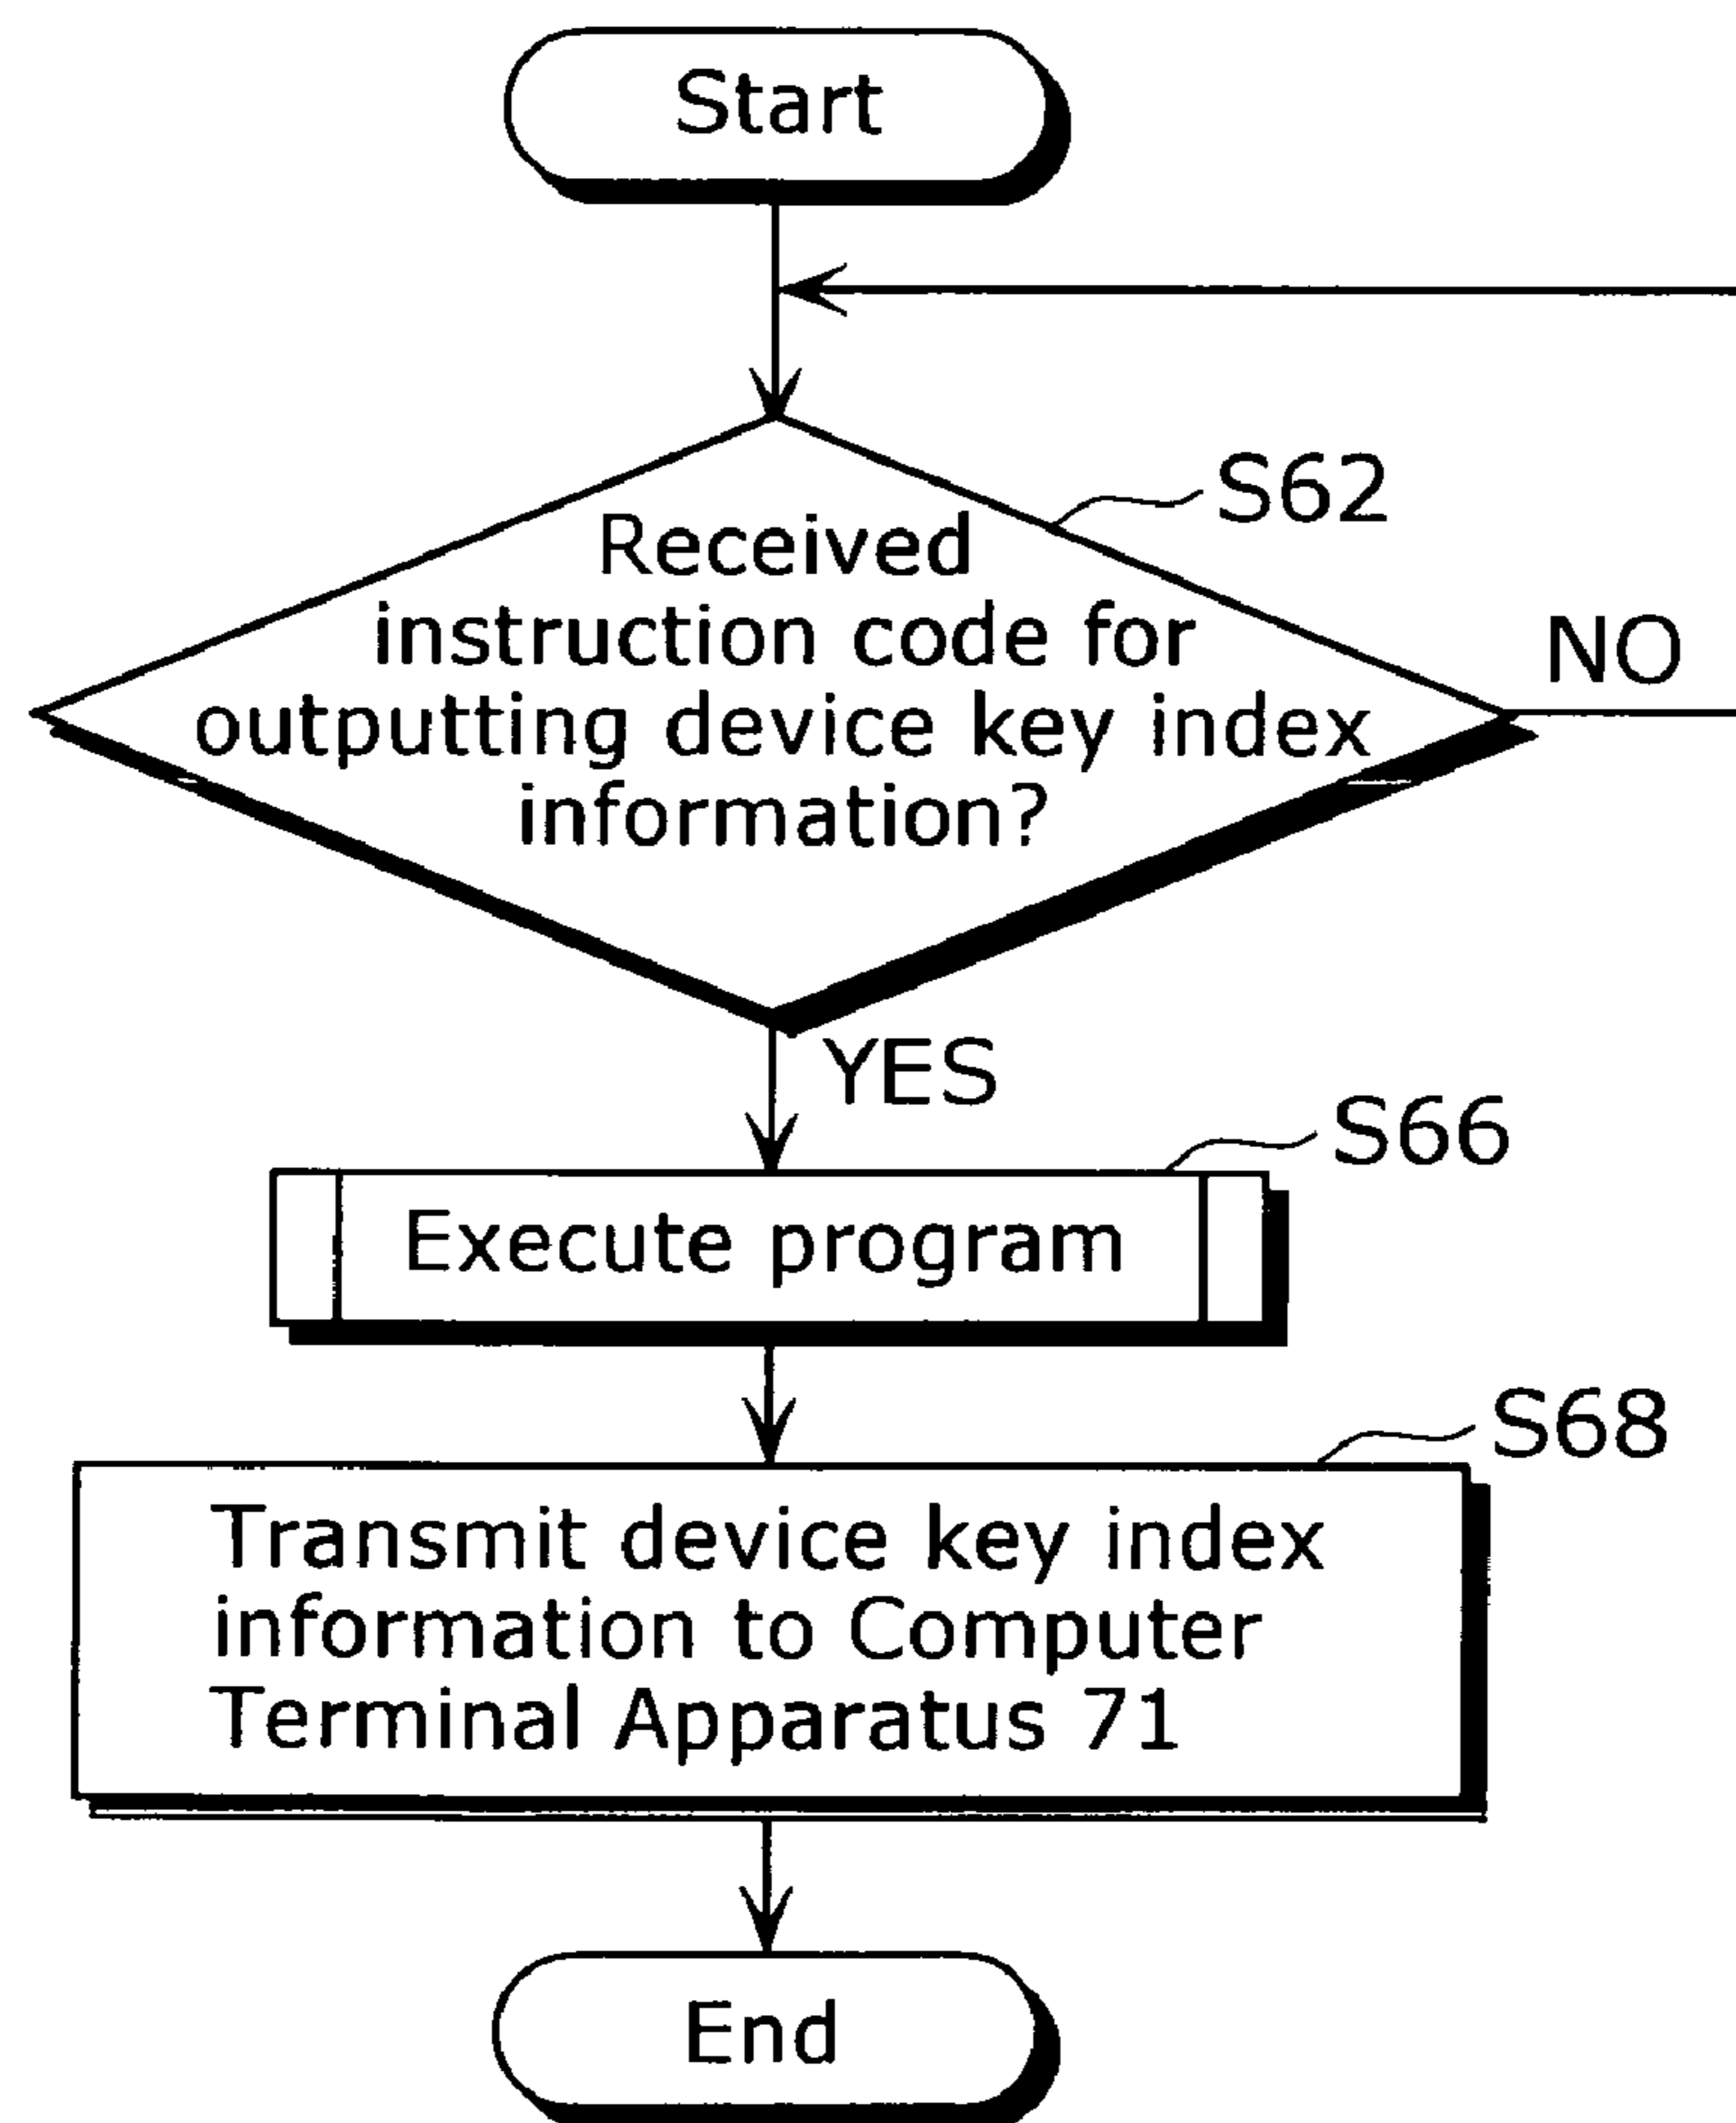 Start
S62
Received
instruction code for
outputting device key index
information?
NO
YES
S66
Execute program
S68
Transmit device key index
information to Computer
Terminal Apparatus 71
End